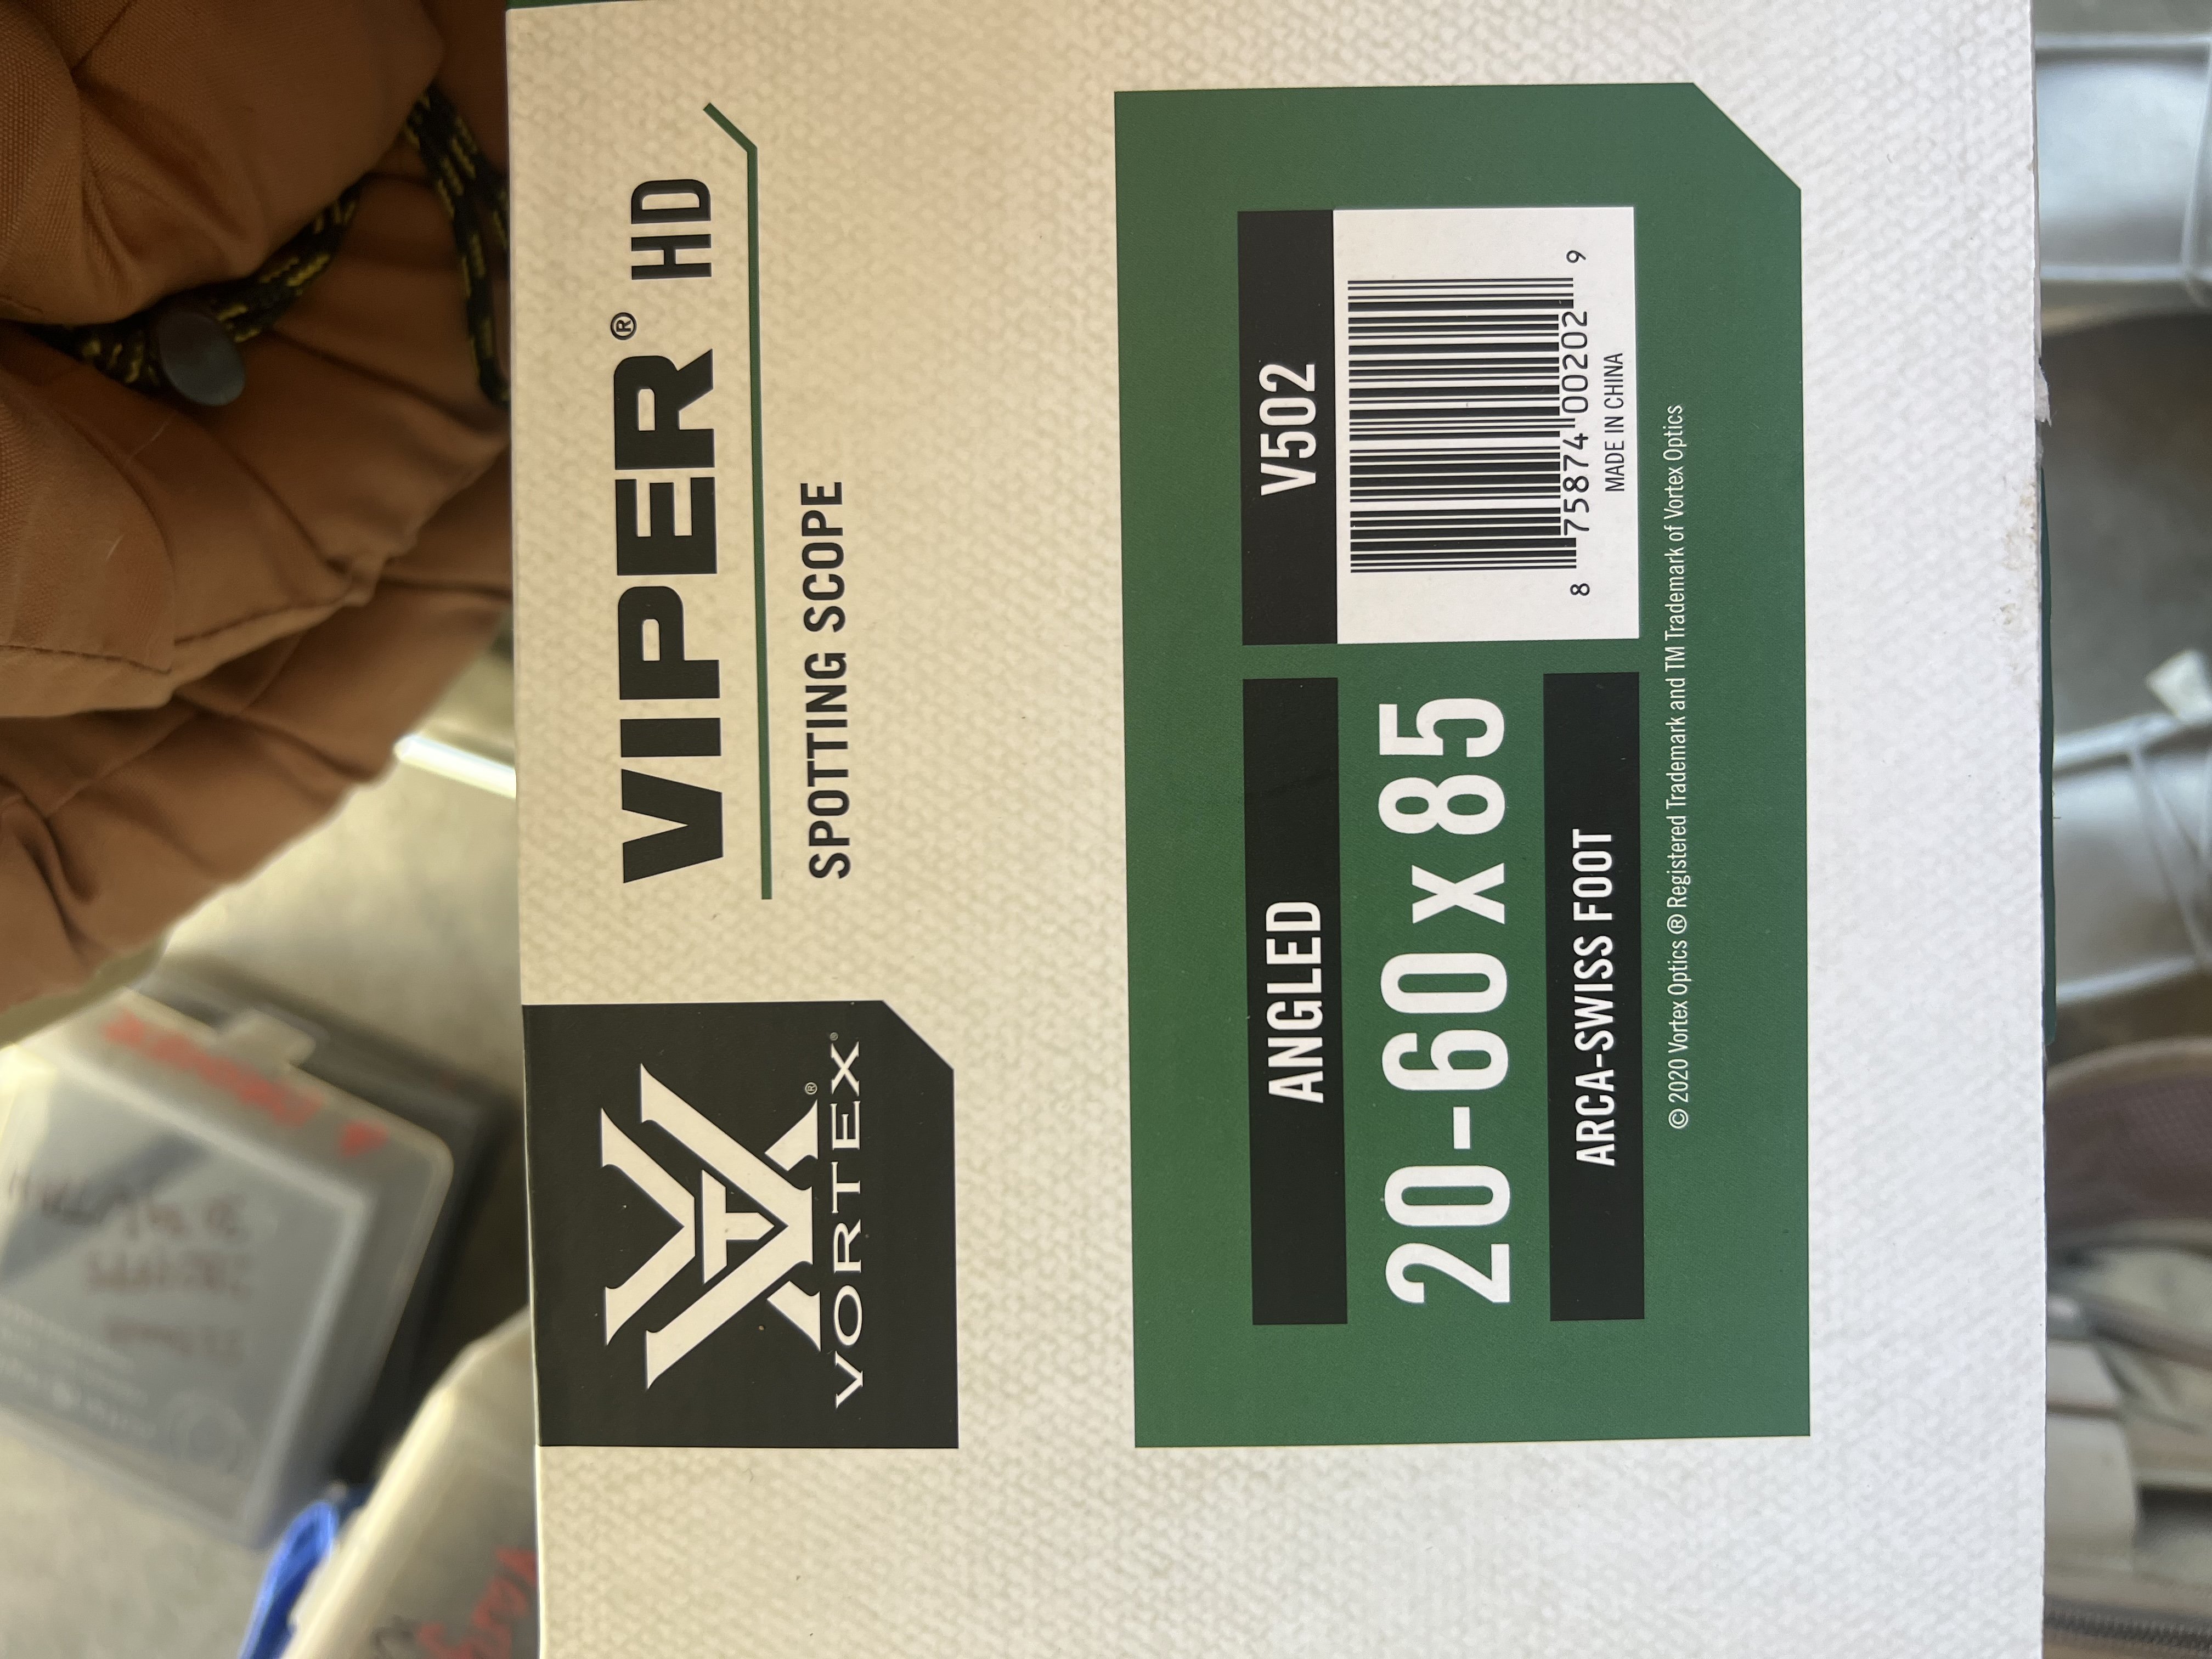 VIPER® HD
SPOTTING SCOPE
VORTEX®
ANGLED
20-60 x 85
ARCA-SWISS FOOT
V502
8 75874 00202 9
MADE IN CHINA
© 2020 Vortex Optics ® Registered Trademark and TM Trademark of Vortex Optics